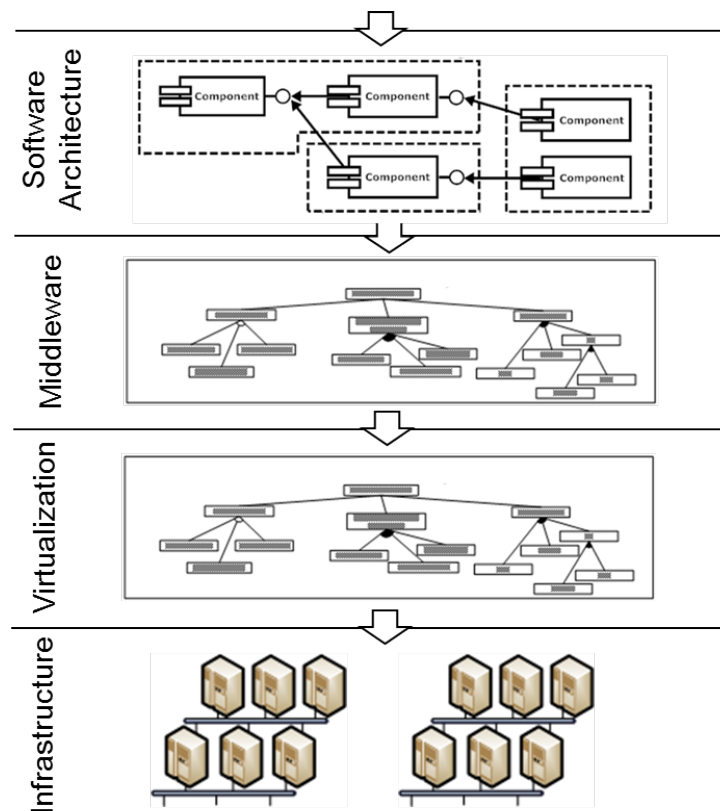 Software
Architecture
Component
Component
Component
Component
Component
Middleware
Virtualization
Infrastructure